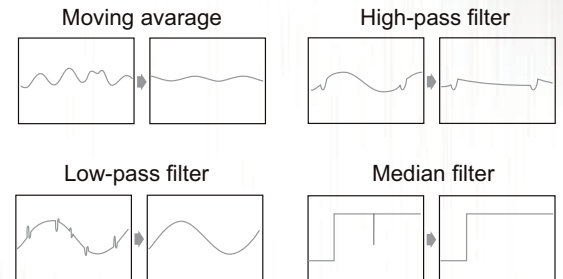 Moving avarage
High-pass filter
Low-pass filter
Median filter